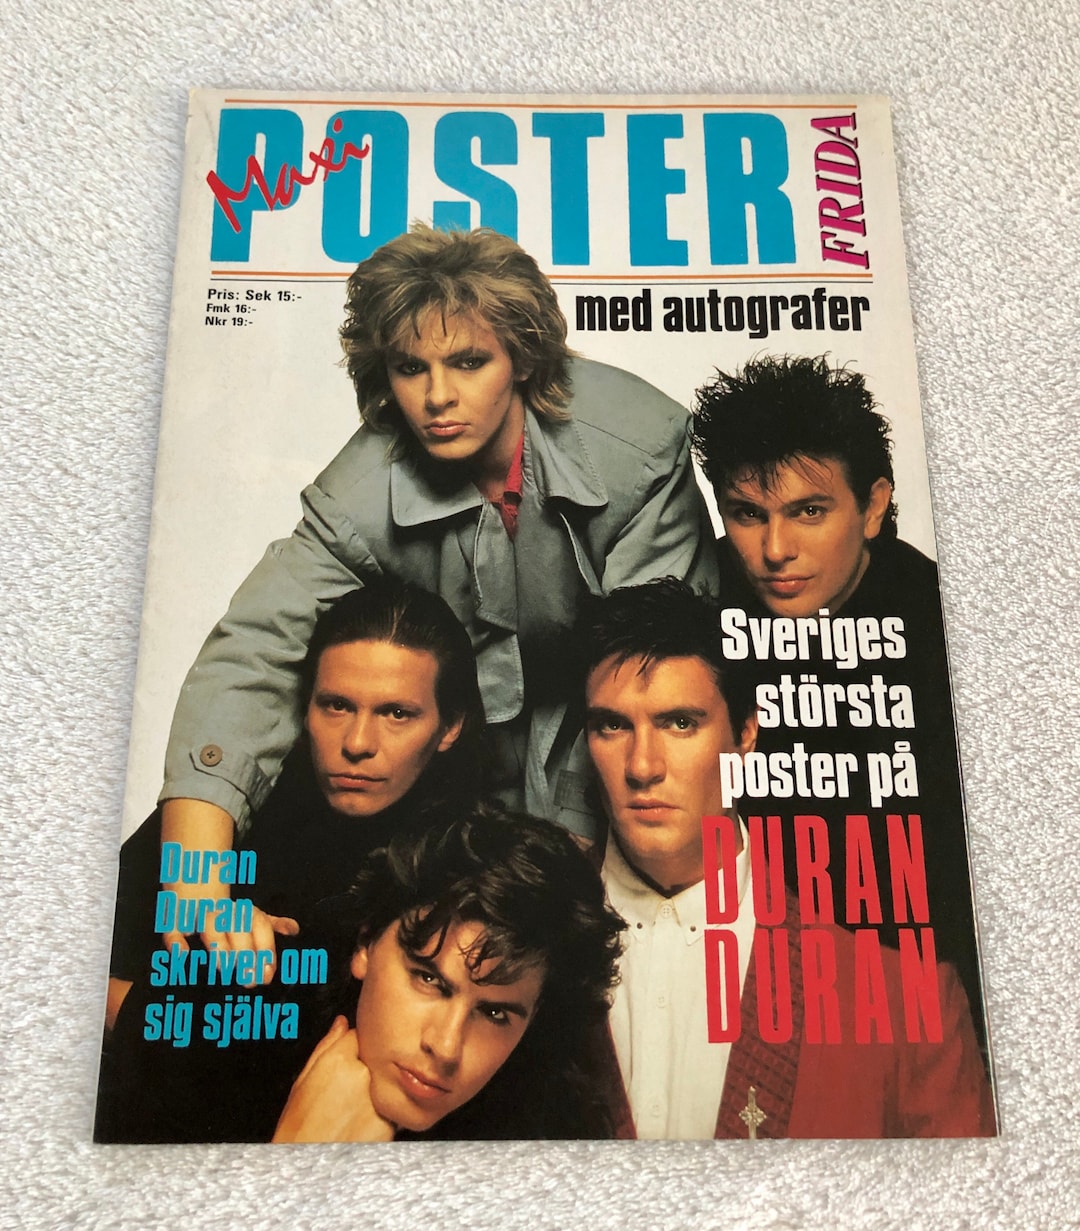 Maxi
POSTER
FRIDA
Pris: Sek 15:-
Fmk 16:-
Nkr 19:-
med autografer
Sveriges
största
poster på
DURAN
DURAN
Duran
Duran
skriver om
sig själva